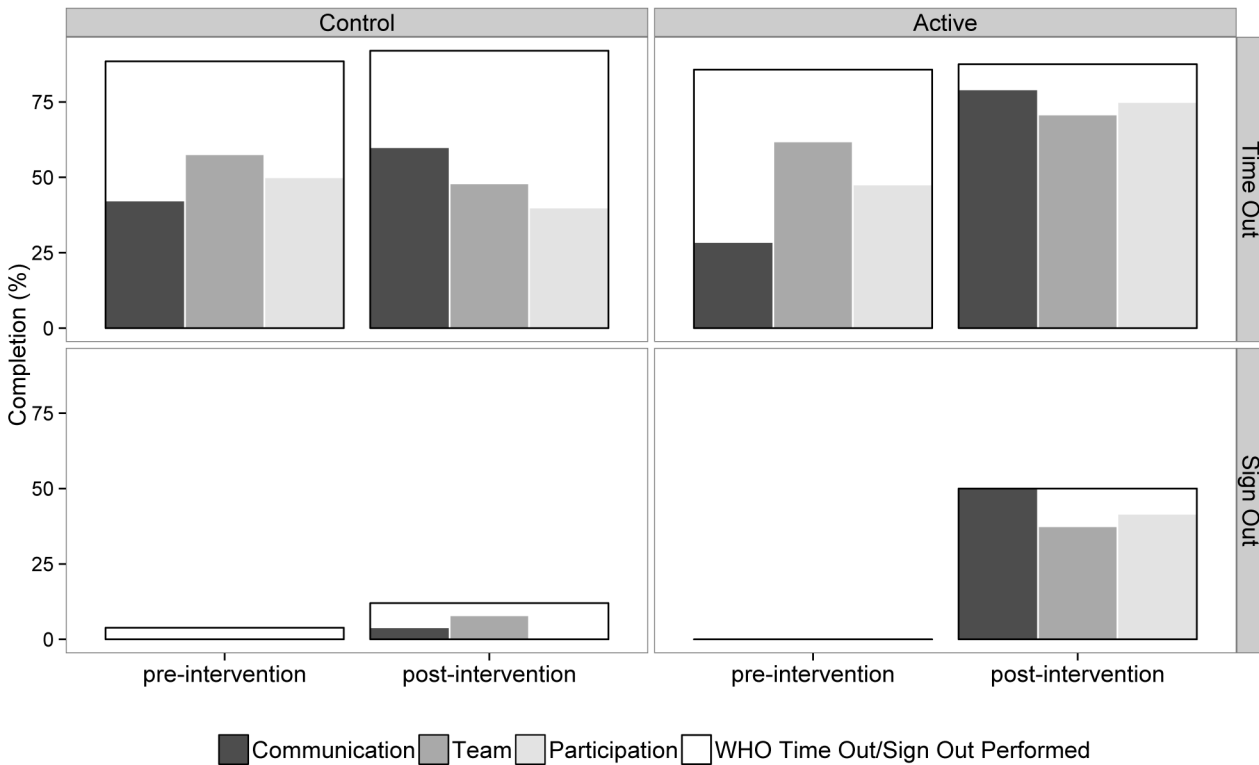 Control
Active
Completion (%)
75
50
25
0
Time Out
75
50
25
0
Sign Out
pre-intervention
post-intervention
pre-intervention
post-intervention
Communication Team Participation WHO Time Out/Sign Out Performed